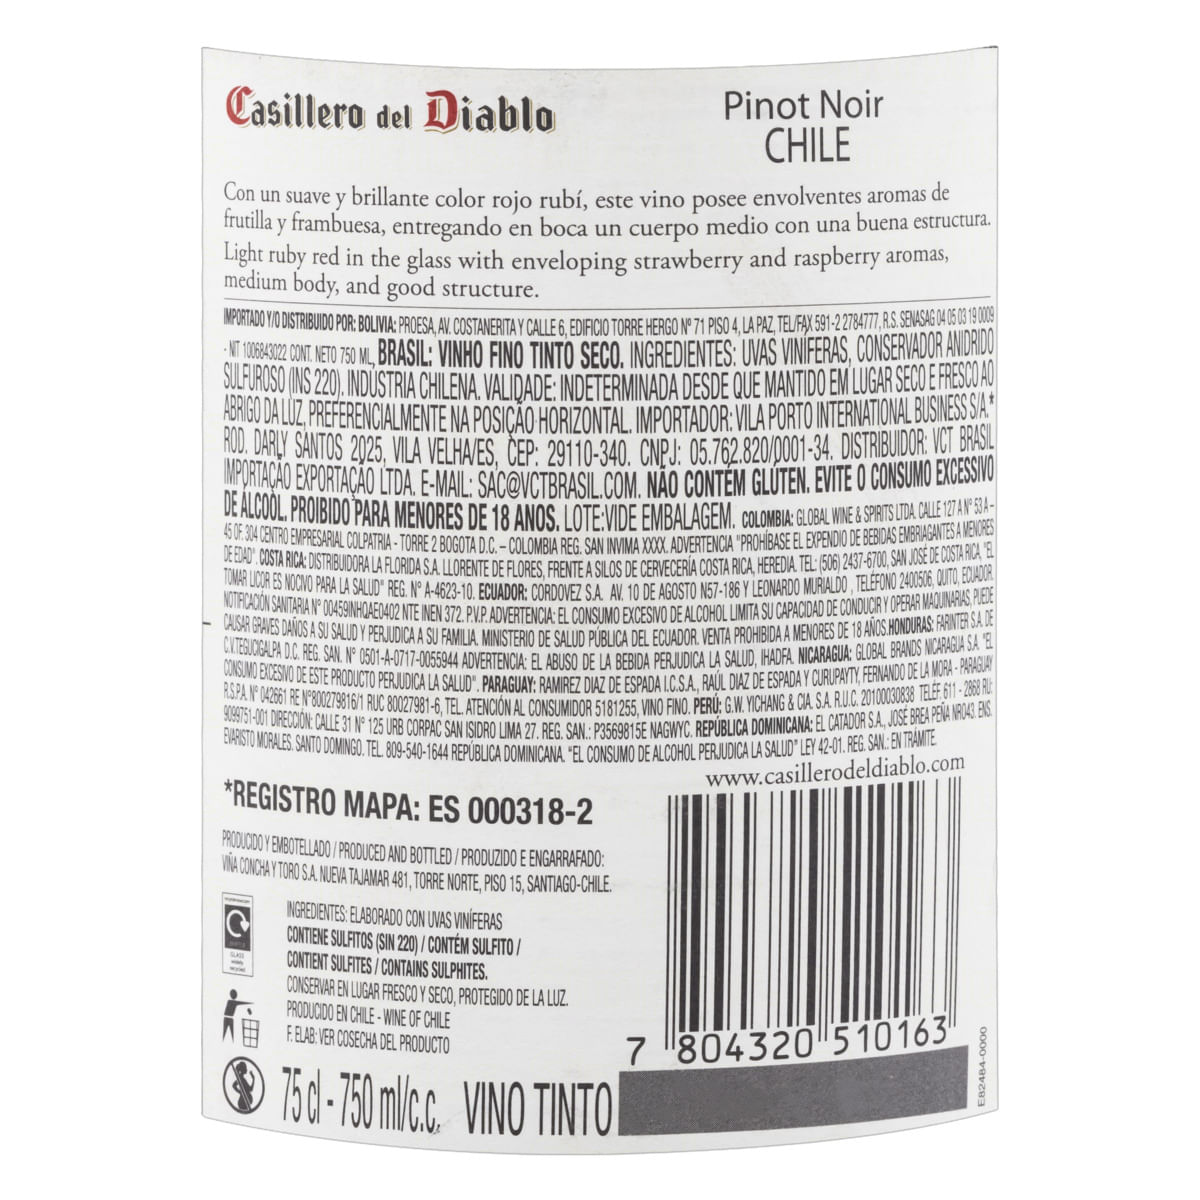 Casillero del Diablo
Pinot Noir
CHILE
Con un suave y brillante color rojo rubí, este vino posee envolventes aromas de
frutilla y frambuesa, entregando en boca un cuerpo medio con una buena estructura.
Light ruby red in the glass with enveloping strawberry and raspberry aromas,
medium body, and good structure.
IMPORTADO Y/O DISTRIBUIDO POR: BOLIVIA: PROESA, AV. COSTANERITA Y CALLE 6, EDIFICIO TORRE HERGO Nº 71 PISO 4, LA PAZ, TEL/FAX 591-2 2784777, R.S. SENASAG 04 05 03 19 0009
- NIT 1006843022 CONT. NETO 750 ML, BRASIL: VINHO FINO TINTO SECO. INGREDIENTES: UVAS VINÍFERAS, CONSERVADOR ANIDRIDO
SULFUROSO (INS 220). INDUSTRIA CHILENA. VALIDADE: INDETERMINADA DESDE QUE MANTIDO EM LUGAR SECO E FRESCO AO
ABRIGO DA LUZ, PREFERENCIALMENTE NA POSIÇÃO HORIZONTAL. IMPORTADOR: VILA PORTO INTERNATIONAL BUSINESS S/A.*
ROD. DARLY SANTOS 2025, VILA VELHA/ES, CEP: 29110-340. CNPJ: 05.762.820/0001-34. DISTRIBUIDOR: VCT BRASIL
IMPORTAÇÃO EXPORTAÇÃO LTDA. E-MAIL: SAC@VCTBRASIL.COM. NÃO CONTÉM GLÚTEN. EVITE O CONSUMO EXCESSIVO
DE ÁLCOOL. PROIBIDO PARA MENORES DE 18 ANOS. LOTE:VIDE EMBALAGEM. COLOMBIA: GLOBAL WINE & SPIRITS LTDA. CALLE 127 A Nº 53 A –
45 OF. 304 CENTRO EMPRESARIAL COLPATRIA - TORRE 2 BOGOTA D.C. – COLOMBIA REG. SAN INVIMA XXXX. ADVERTENCIA "PROHÍBASE EL EXPENDIO DE BEBIDAS EMBRIAGANTES A MENORES
DE EDAD". COSTA RICA: DISTRIBUIDORA LA FLORIDA S.A. LLORENTE DE FLORES, FRENTE A SILOS DE CERVECERÍA COSTA RICA, HEREDIA. TEL: (506) 2437-6700, SAN JOSÉ DE COSTA RICA, "EL
TOMAR LICOR ES NOCIVO PARA LA SALUD" REG. Nº A-4623-10. ECUADOR: CORDOVEZ S.A. AV. 10 DE AGOSTO N57-186 Y LEONARDO MURIALDO , TELÉFONO 2400506, QUITO, ECUADOR.
NOTIFICACIÓN SANITARIA Nº 00459INHQAE0402 NTE INEN 372. P.V.P. ADVERTENCIA: EL CONSUMO EXCESIVO DE ALCOHOL LIMITA SU CAPACIDAD DE CONDUCIR Y OPERAR MAQUINARIAS, PUEDE
CAUSAR GRAVES DAÑOS A SU SALUD Y PERJUDICA A SU FAMILIA. MINISTERIO DE SALUD PÚBLICA DEL ECUADOR. VENTA PROHIBIDA A MENORES DE 18 AÑOS. HONDURAS: FARINTER S.A. DE
C.V. TEGUCIGALPA D.C. REG. SAN. Nº 0501-A-0717-0055944 ADVERTENCIA: EL ABUSO DE LA BEBIDA PERJUDICA LA SALUD, IHADFA. NICARAGUA: GLOBAL BRANDS NICARAGUA S.A. "EL
CONSUMO EXCESIVO DE ESTE PRODUCTO PERJUDICA LA SALUD". PARAGUAY: RAMIREZ DIAZ DE ESPADA I.C.S.A., RAÚL DIAZ DE ESPADA Y CURUPAYTY, FERNANDO DE LA MORA - PARAGUAY
R.S.P.A. Nº 04261 RE Nº800279816/1 RUC 80027981-6, TEL. ATENCIÓN AL CONSUMIDOR 5181255, VINO FINO. PERÚ: G.W. YICHANG & CIA. S.A. R.U.C. 20100030838 TELÉF 611 - 2868 RU:
9099751-001 DIRECCIÓN: CALLE 31 Nº 125 URB CORPAC SAN ISIDRO LIMA 27. REG. SAN.: P3569815E NAGWYC. REPÚBLICA DOMINICANA: EL CATADOR S.A., JOSÉ BREA PEÑA NRO43. ENS.
EVARISTO MORALES. SANTO DOMINGO. TEL. 809-540-1644 REPÚBLICA DOMINICANA. "EL CONSUMO DE ALCOHOL PERJUDICA LA SALUD" LEY 42-01. REG. SAN.: EN TRÁMITE.
www.casillerodeldiablo.com
*REGISTRO MAPA: ES 000318-2
PRODUCIDO Y EMBOTELLADO / PRODUCED AND BOTTLED / PRODUZIDO E ENGARRAFADO:
VIÑA CONCHA Y TORO S.A. NUEVA TAJAMAR 481, TORRE NORTE, PISO 15, SANTIAGO-CHILE.
INGREDIENTES: ELABORADO CON UVAS VINÍFERAS
CONTIENE SULFITOS (SIN 220) / CONTÉM SULFITO /
CONTIENT SULFITES / CONTAINS SULPHITES.
CONSERVAR EN LUGAR FRESCO Y SECO, PROTEGIDO DE LA LUZ.
PRODUCIDO EN CHILE - WINE OF CHILE
F. ELAB: VER COSECHA DEL PRODUCTO
GLASS
widely
recycled
75 cl - 750 ml/c.c. VINO TINTO
7 804320 510163
E82484-0000